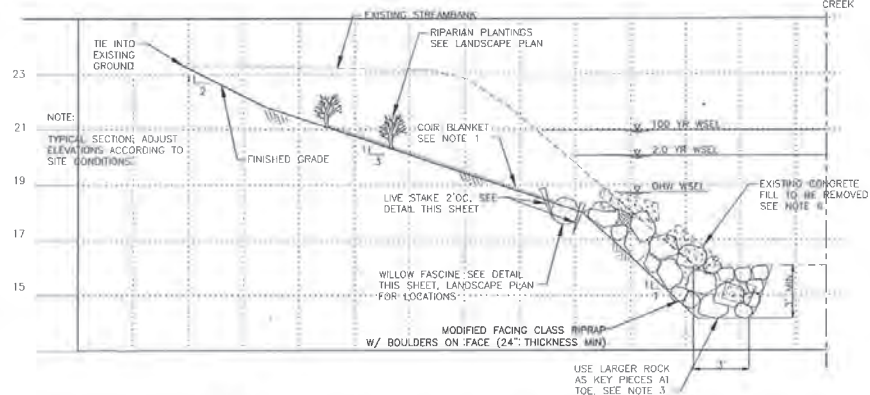 CREEK
EXISTING STREAMBANK
TIE INTO
EXISTING
GROUND
RIPARIAN PLANTINGS
SEE LANDSCAPE PLAN
23
1
2
NOTE:
TYPICAL SECTION; ADJUST
ELEVATIONS ACCORDING TO
SITE CONDITIONS.
21
FINISHED GRADE
COIR BLANKET
SEE NOTE 1
100 YR WSEL
2.0 YR WSEL
1
3
19
LIVE STAKE 2'OC, SEE
DETAIL THIS SHEET
OHW WSEL
EXISTING CONCRETE
FILL TO BE REMOVED
SEE NOTE 6
17
WILLOW FASCINE SEE DETAIL
THIS SHEET, LANDSCAPE PLAN
FOR LOCATIONS
15
1
1
3' MIN
MODIFIED FACING CLASS RIPRAP
W/ BOULDERS ON FACE (24" THICKNESS MIN)
3'
USE LARGER ROCK
AS KEY PIECES AT
TOE, SEE NOTE 3